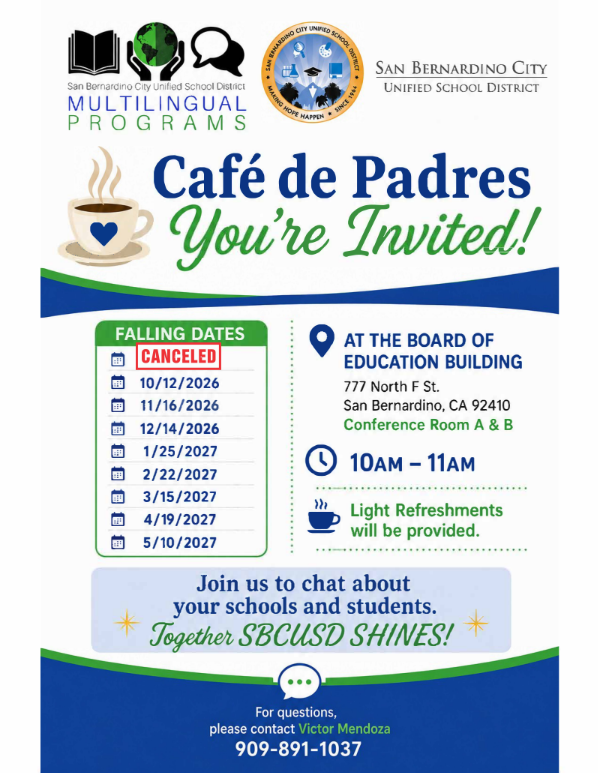 San Bernardino City Unified School District
MULTILINGUAL
PROGRAMS
SAN BERNARDINO CITY UNIFIED SCHOOL DISTRICT
MAKING HOPE HAPPEN • SINCE 1964
SAN BERNARDINO CITY
UNIFIED SCHOOL DISTRICT
Café de Padres
You're Invited!
FALLING DATES
CANCELED
10/12/2026
11/16/2026
12/14/2026
1/25/2027
2/22/2027
3/15/2027
4/19/2027
5/10/2027
AT THE BOARD OF
EDUCATION BUILDING
777 North F St.
San Bernardino, CA 92410
Conference Room A & B
10AM – 11AM
Light Refreshments
will be provided.
Join us to chat about
your schools and students.
Together SBCUSD SHINES!
For questions,
please contact Victor Mendoza
909-891-1037